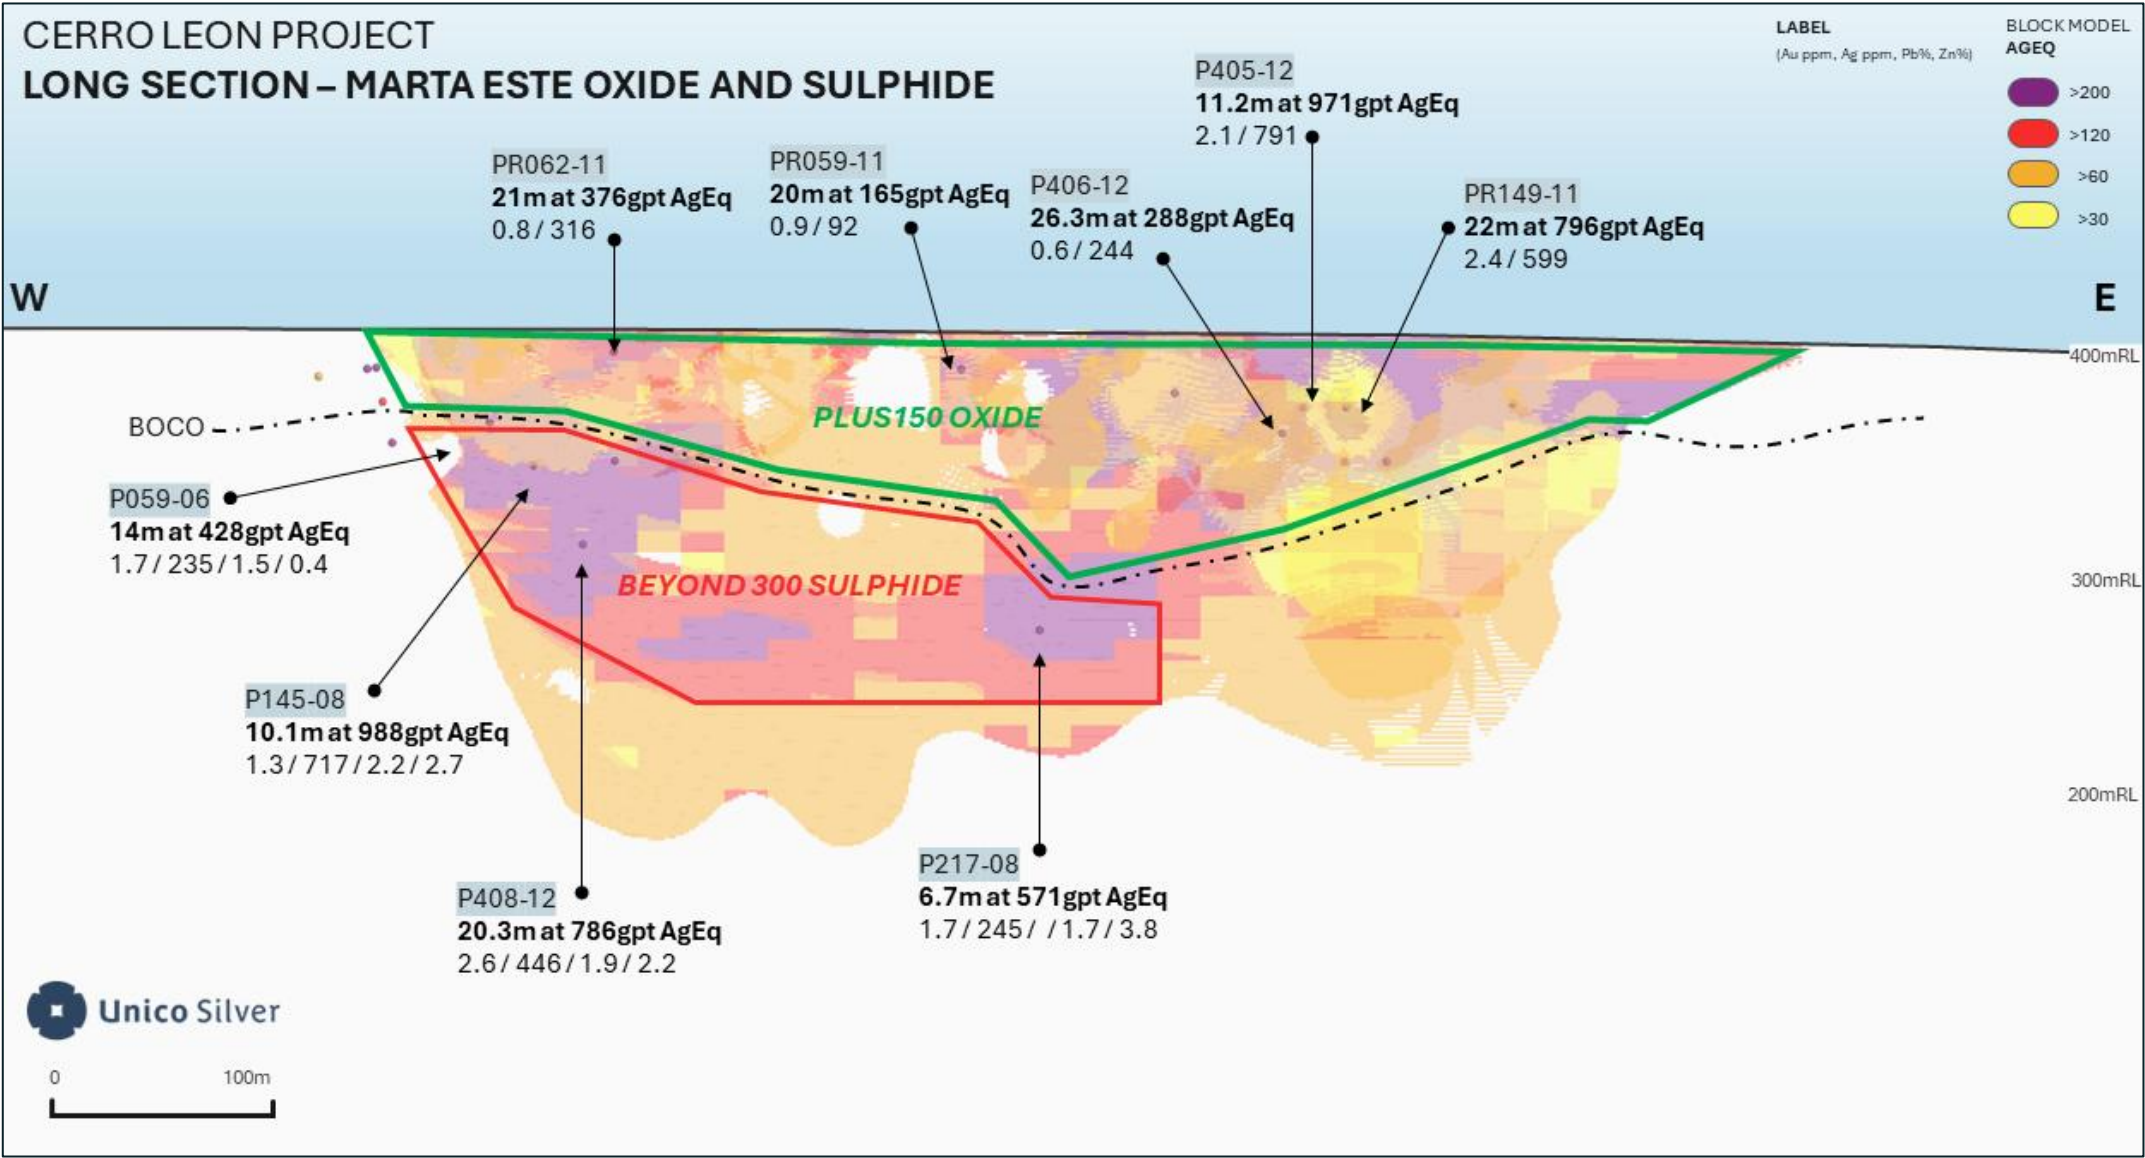 CERRO LEON PROJECT
LONG SECTION – MARTA ESTE OXIDE AND SULPHIDE
LABEL
(Au ppm, Ag ppm, Pb%, Zn%)
BLOCK MODEL
AGEQ
>200
>120
>60
>30
P405-12
11.2m at 971gpt AgEq
2.1 / 791
PR062-11
21m at 376gpt AgEq
0.8 / 316
PR059-11
20m at 165gpt AgEq
0.9 / 92
P406-12
26.3m at 288gpt AgEq
0.6 / 244
PR149-11
22m at 796gpt AgEq
2.4 / 599
W
E
400mRL
PLUS150 OXIDE
BOCO
P059-06
14m at 428gpt AgEq
1.7 / 235 / 1.5 / 0.4
BEYOND 300 SULPHIDE
300mRL
P145-08
10.1m at 988gpt AgEq
1.3 / 717 / 2.2 / 2.7
200mRL
P408-12
20.3m at 786gpt AgEq
2.6 / 446 / 1.9 / 2.2
P217-08
6.7m at 571gpt AgEq
1.7 / 245 / / 1.7 / 3.8
Unico Silver
0 100m